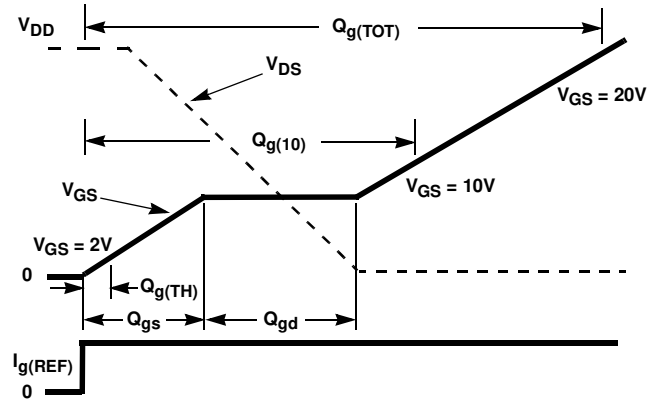 V_DD
Q_g(TOT)
V_DS
V_GS = 20V
Q_g(10)
V_GS
V_GS = 10V
V_GS = 2V
0
Q_g(TH)
Q_gs
Q_gd
I_g(REF)
0